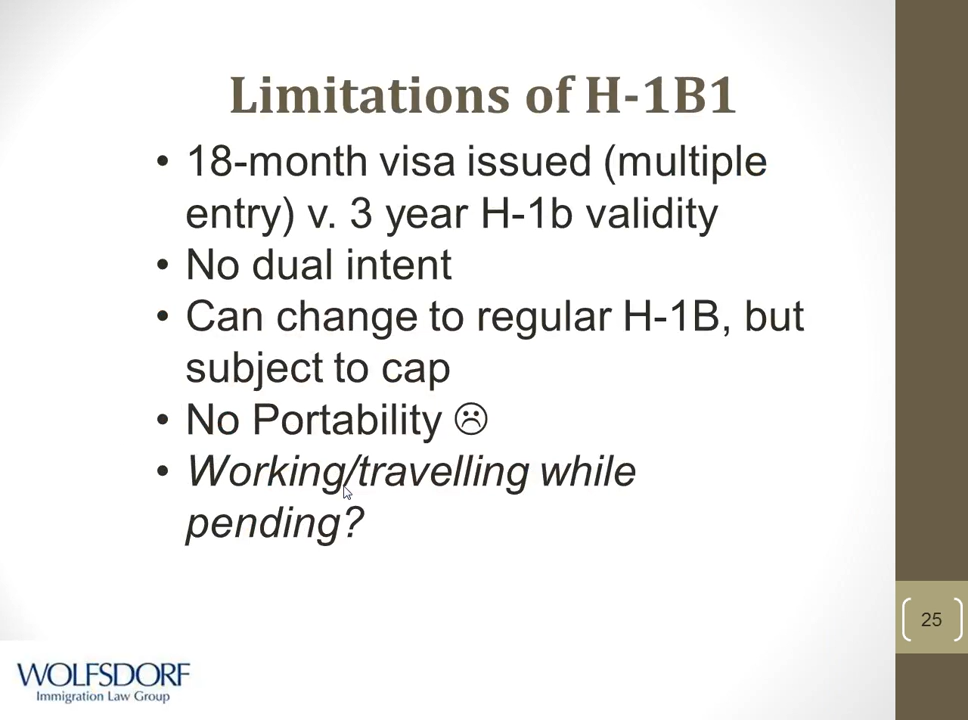 Limitations of H-1B1
• 18-month visa issued (multiple
entry) v. 3 year H-1b validity
• No dual intent
• Can change to regular H-1B, but
subject to cap
• No Portability ☹
• Working/travelling while
pending?
25
WOLFSDORF
Immigration Law Group